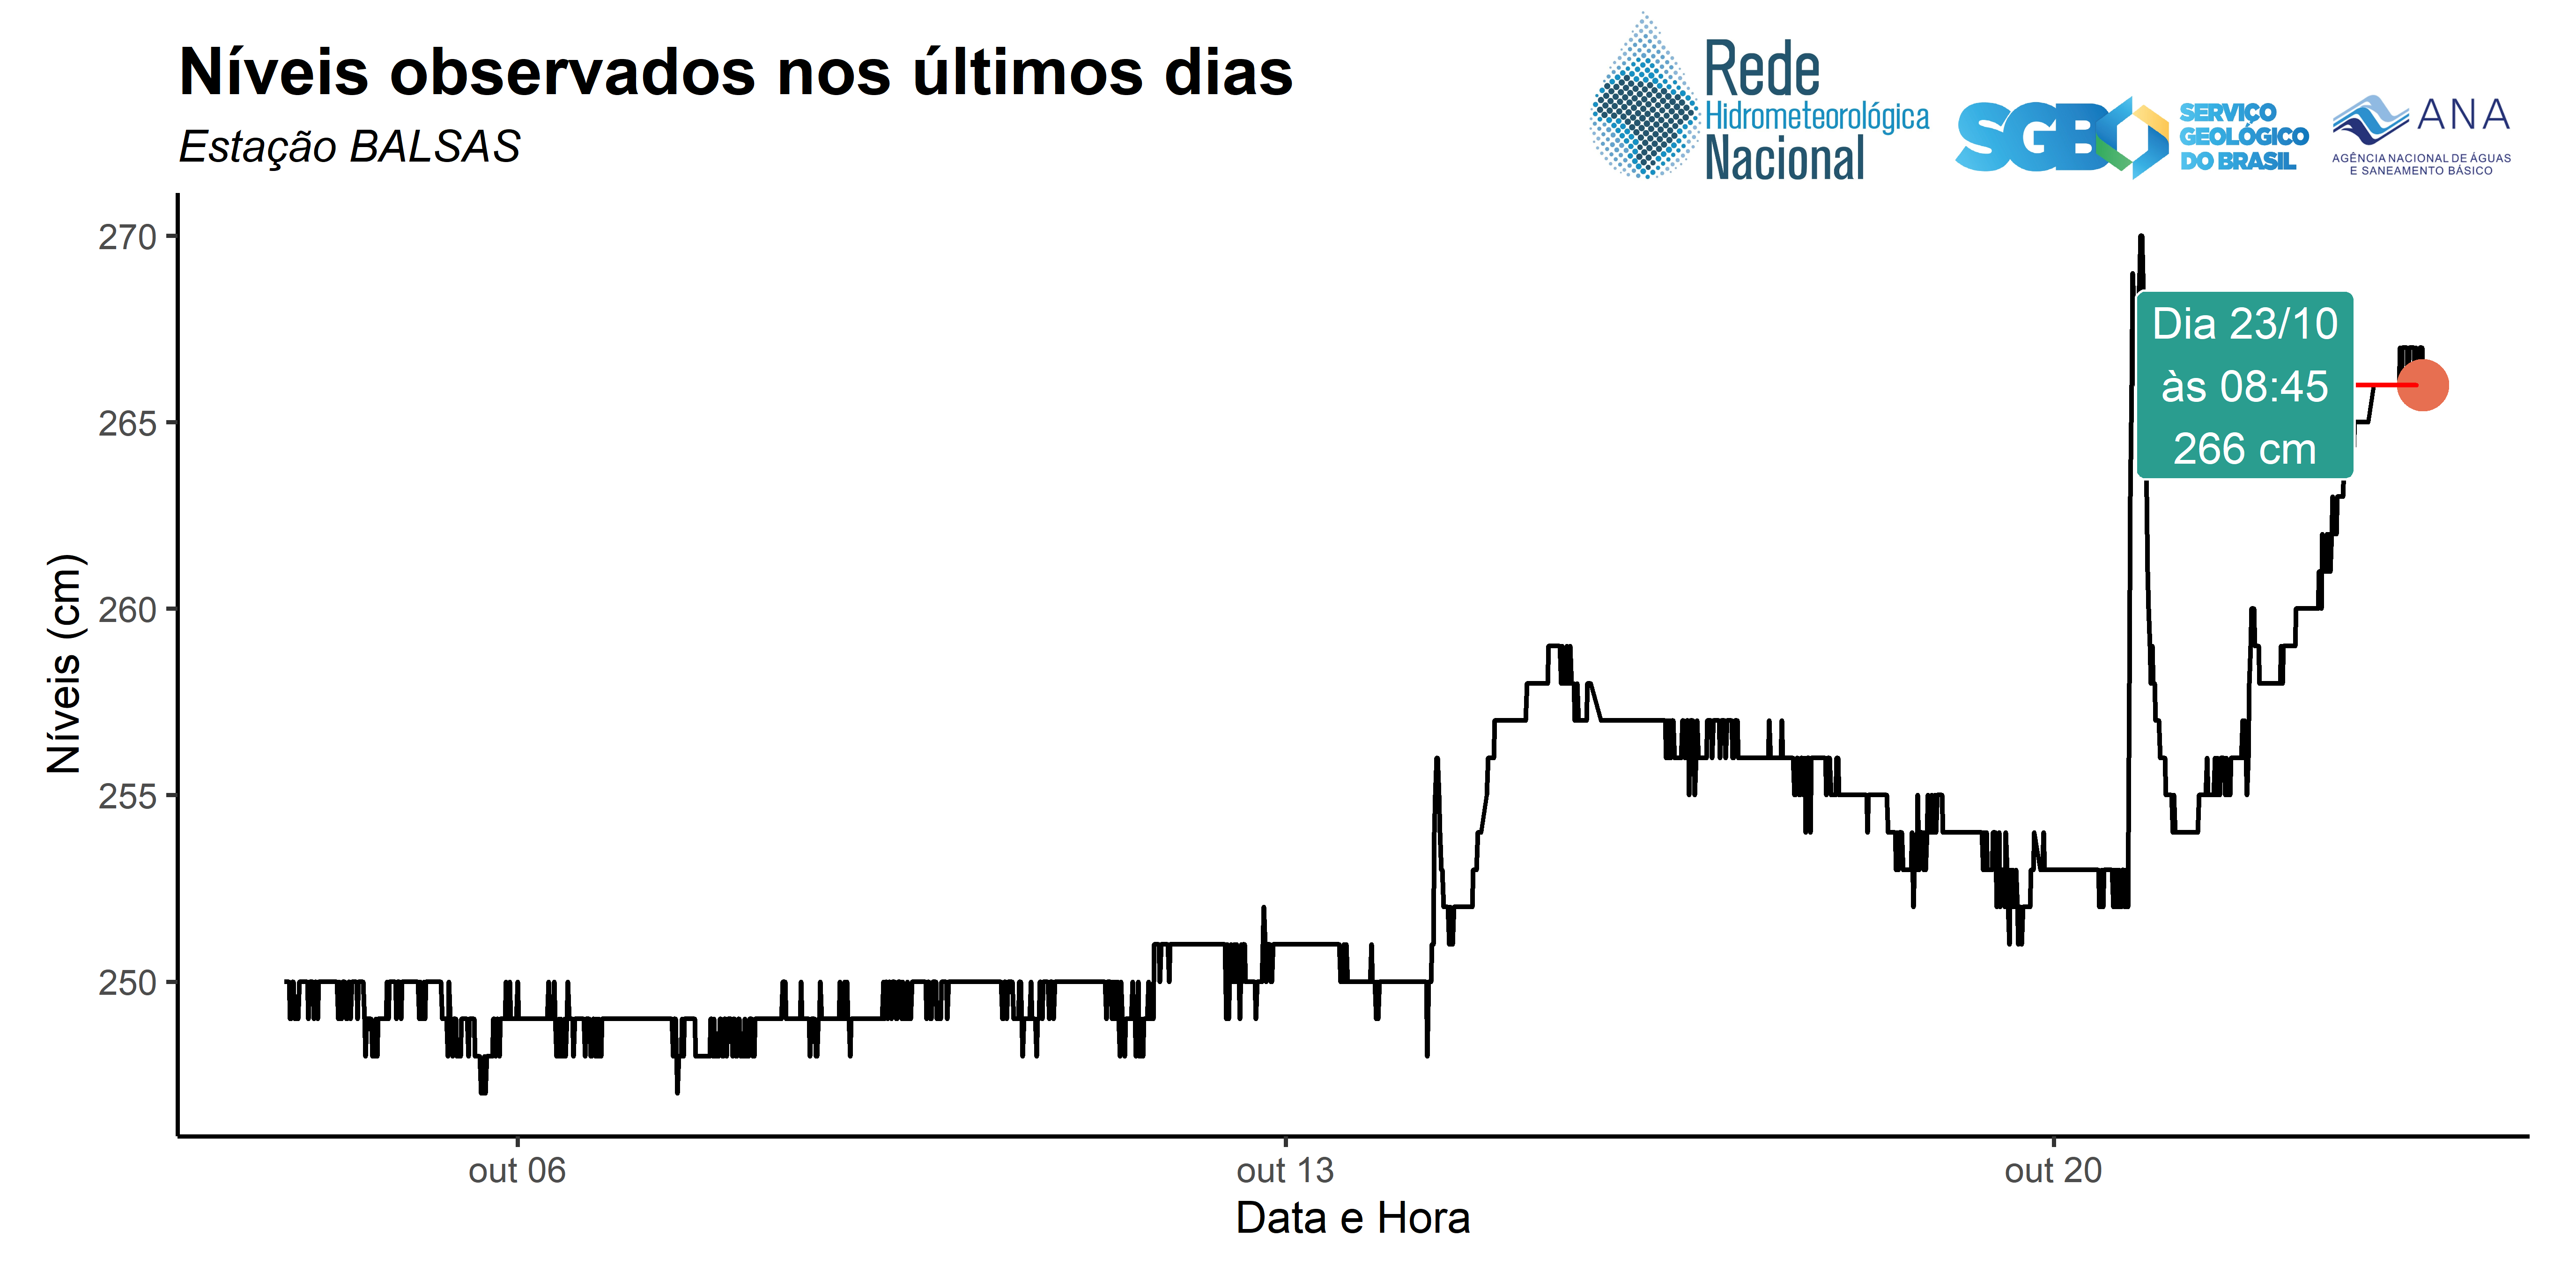 Níveis observados nos últimos dias
Estação BALSAS
Rede
Hidrometeorológica
Nacional
SGB
SERVIÇO
GEOLÓGICO
DO BRASIL
ANA
AGÊNCIA NACIONAL DE ÁGUAS
E SANEAMENTO BÁSICO
270
265
260
255
250
Níveis (cm)
Dia 23/10
às 08:45
266 cm
out 06
out 13
out 20
Data e Hora